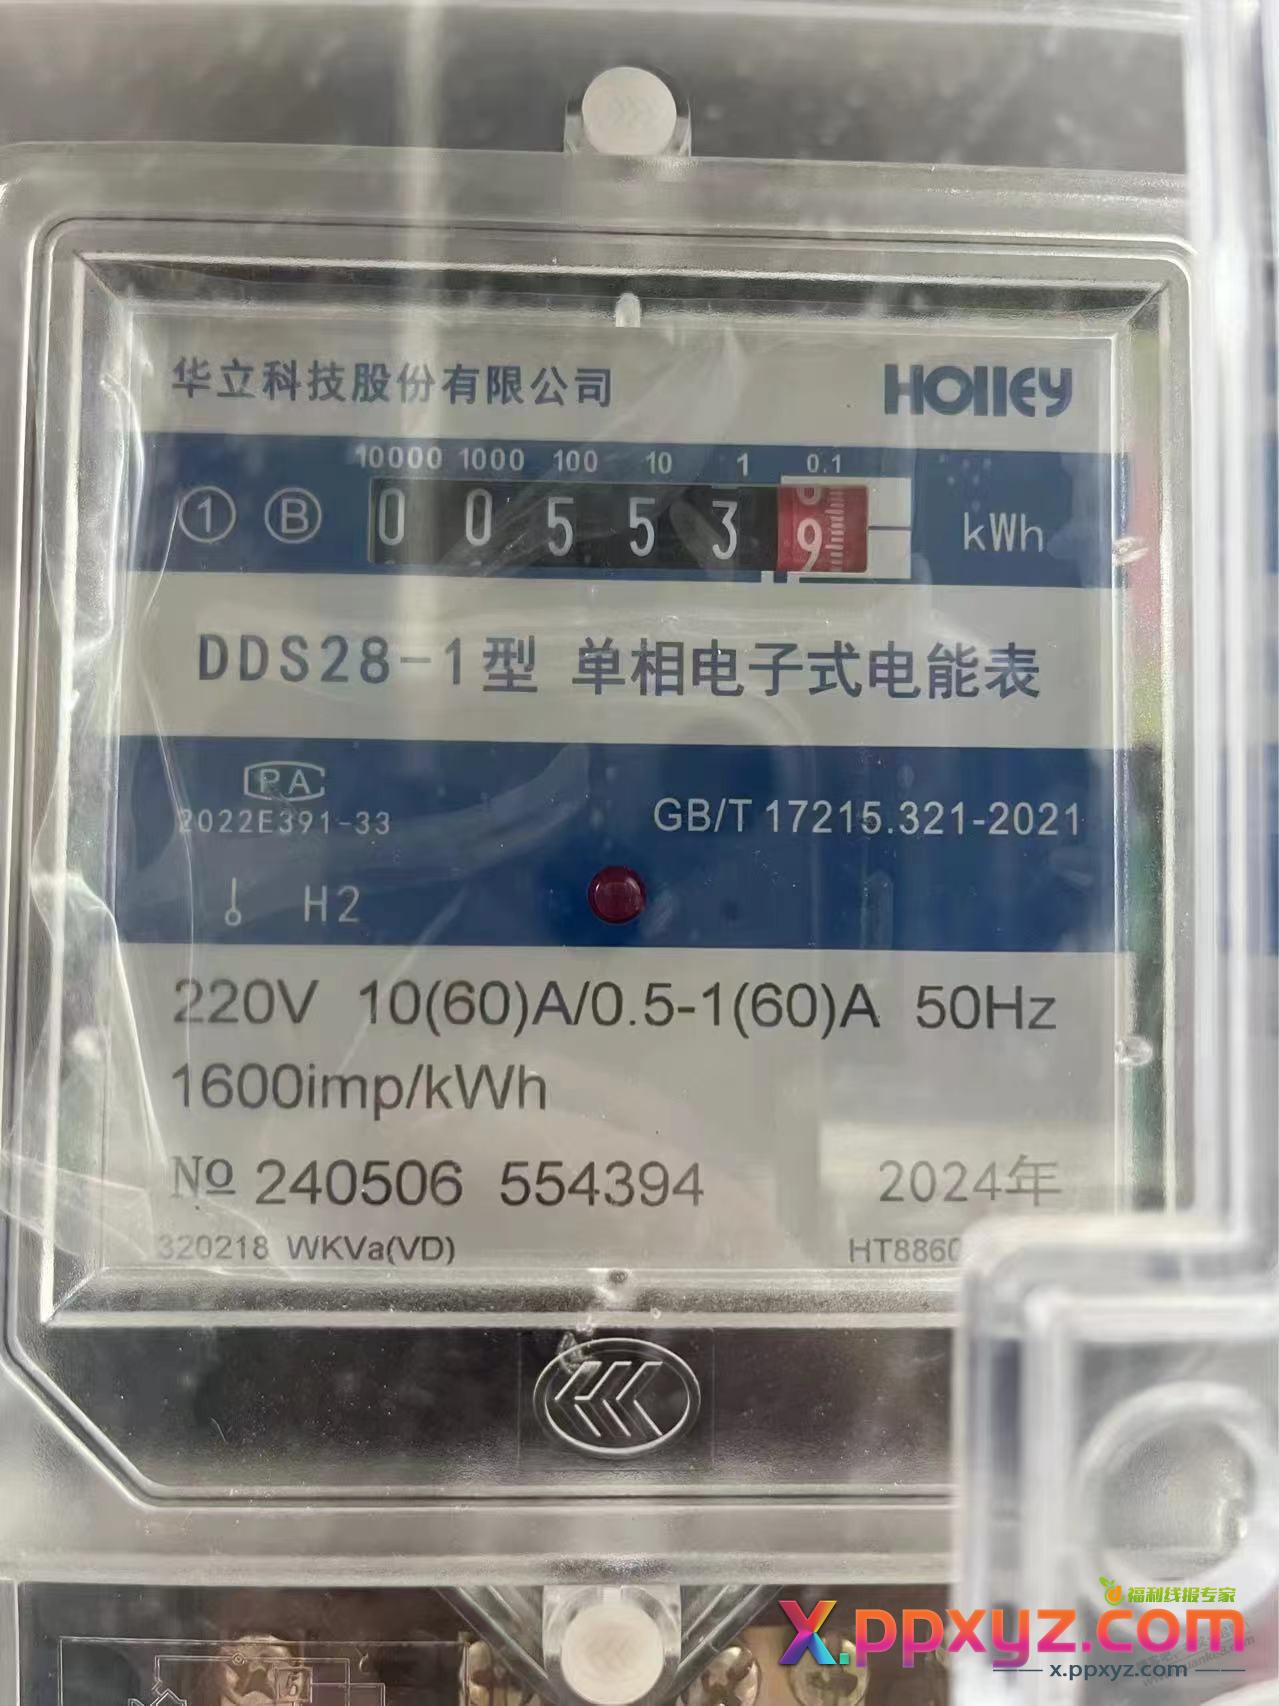 华立科技股份有限公司 HOLLEY
10000 1000 100 10 1 0.1
① Ⓑ 0 0 5 5 3 9 kWh
DDS28-1型 单相电子式电能表
PA
2022E391-33 GB/T 17215.321-2021
H2
220V 10(60)A/0.5-1(60)A 50Hz
1600imp/kWh
№ 240506 554394 2024年
320218 WKVa(VD) HT8860
福利线报专家
X.ppxyz.com
x.ppxyz.com